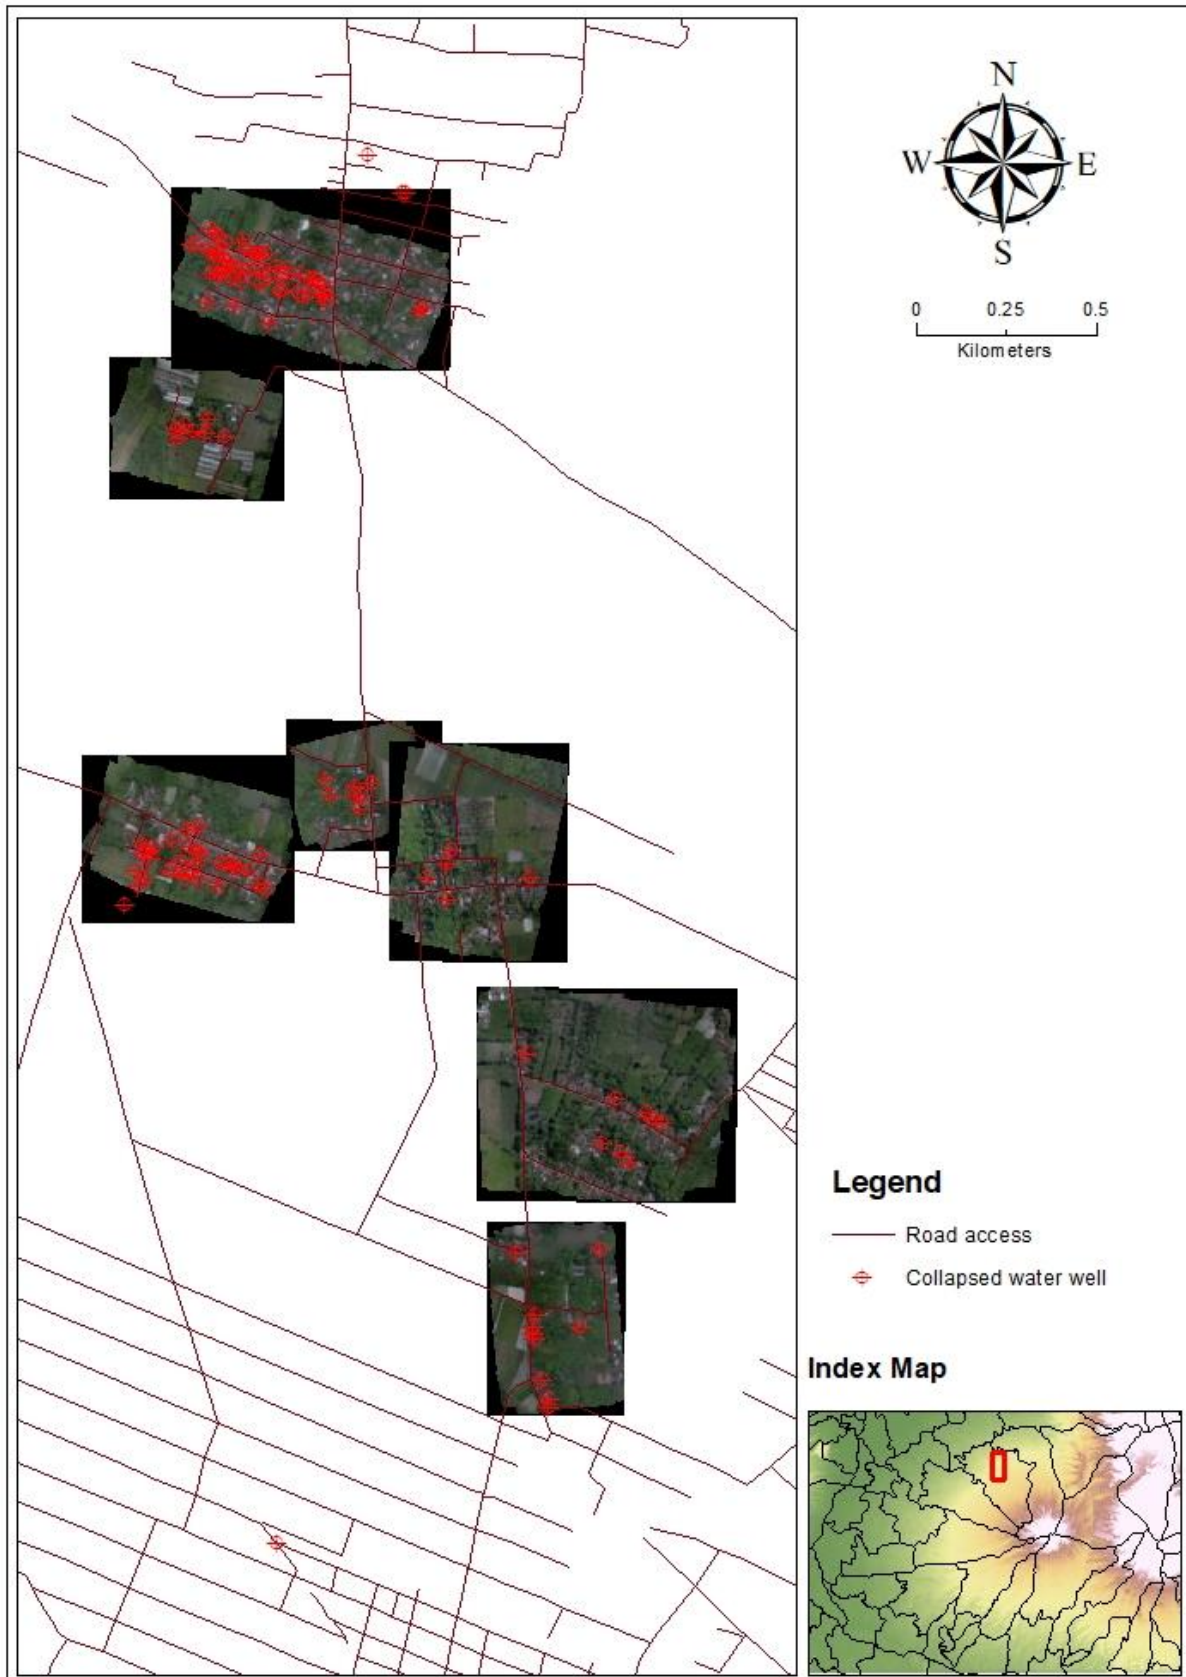 N
W E
S
0 0.25 0.5
Kilometers
Legend
Road access
Collapsed water well
Index Map